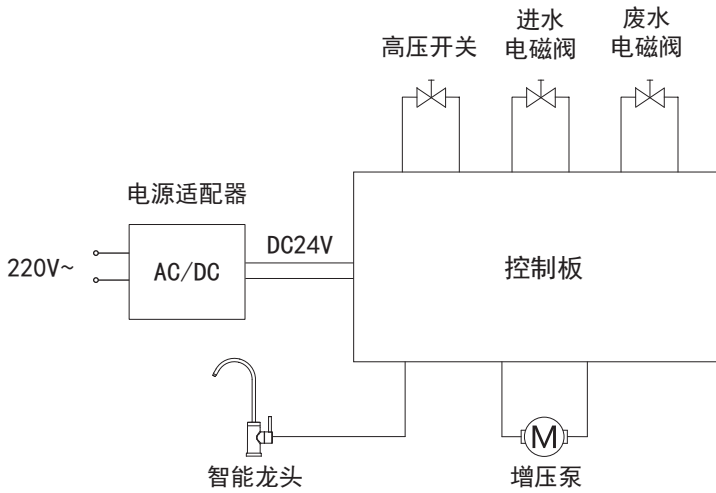 高压开关
进水
电磁阀
废水
电磁阀
电源适配器
220V~
AC/DC
DC24V
控制板
智能龙头
M
增压泵